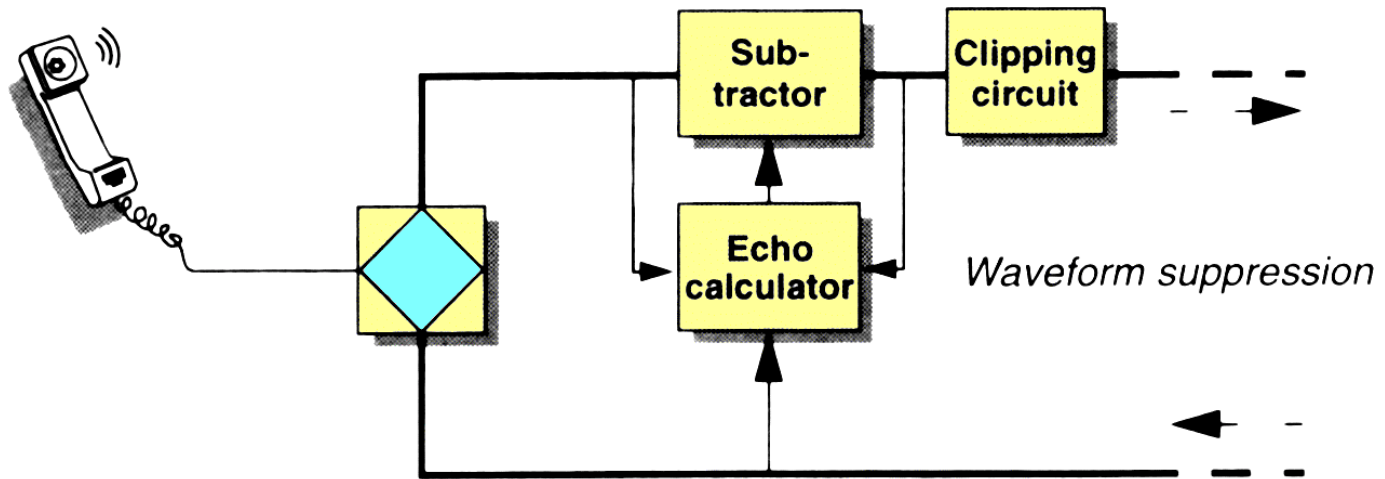 Sub-
tractor
Clipping
circuit
Echo
calculator
Waveform suppression